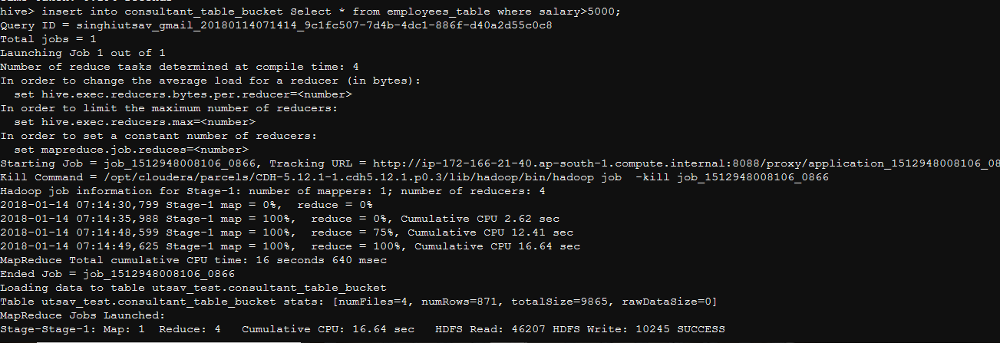 hive> insert into consultant_table_bucket Select * from employees_table where salary>5000;
Query ID = singhiutsav_gmail_20180114071414_9c1fc507-7d4b-4dc1-886f-d40a2d55c0c8
Total jobs = 1
Launching Job 1 out of 1
Number of reduce tasks determined at compile time: 4
In order to change the average load for a reducer (in bytes):
  set hive.exec.reducers.bytes.per.reducer=<number>
In order to limit the maximum number of reducers:
  set hive.exec.reducers.max=<number>
In order to set a constant number of reducers:
  set mapreduce.job.reduces=<number>
Starting Job = job_1512948008106_0866, Tracking URL = http://ip-172-166-21-40.ap-south-1.compute.internal:8088/proxy/application_1512948008106_08
Kill Command = /opt/cloudera/parcels/CDH-5.12.1-1.cdh5.12.1.p0.3/lib/hadoop/bin/hadoop job  -kill job_1512948008106_0866
Hadoop job information for Stage-1: number of mappers: 1; number of reducers: 4
2018-01-14 07:14:30,799 Stage-1 map = 0%,  reduce = 0%
2018-01-14 07:14:35,988 Stage-1 map = 100%,  reduce = 0%, Cumulative CPU 2.62 sec
2018-01-14 07:14:48,599 Stage-1 map = 100%,  reduce = 75%, Cumulative CPU 12.41 sec
2018-01-14 07:14:49,625 Stage-1 map = 100%,  reduce = 100%, Cumulative CPU 16.64 sec
MapReduce Total cumulative CPU time: 16 seconds 640 msec
Ended Job = job_1512948008106_0866
Loading data to table utsav_test.consultant_table_bucket
Table utsav_test.consultant_table_bucket stats: [numFiles=4, numRows=871, totalSize=9865, rawDataSize=0]
MapReduce Jobs Launched:
Stage-Stage-1: Map: 1  Reduce: 4   Cumulative CPU: 16.64 sec   HDFS Read: 46207 HDFS Write: 10245 SUCCESS